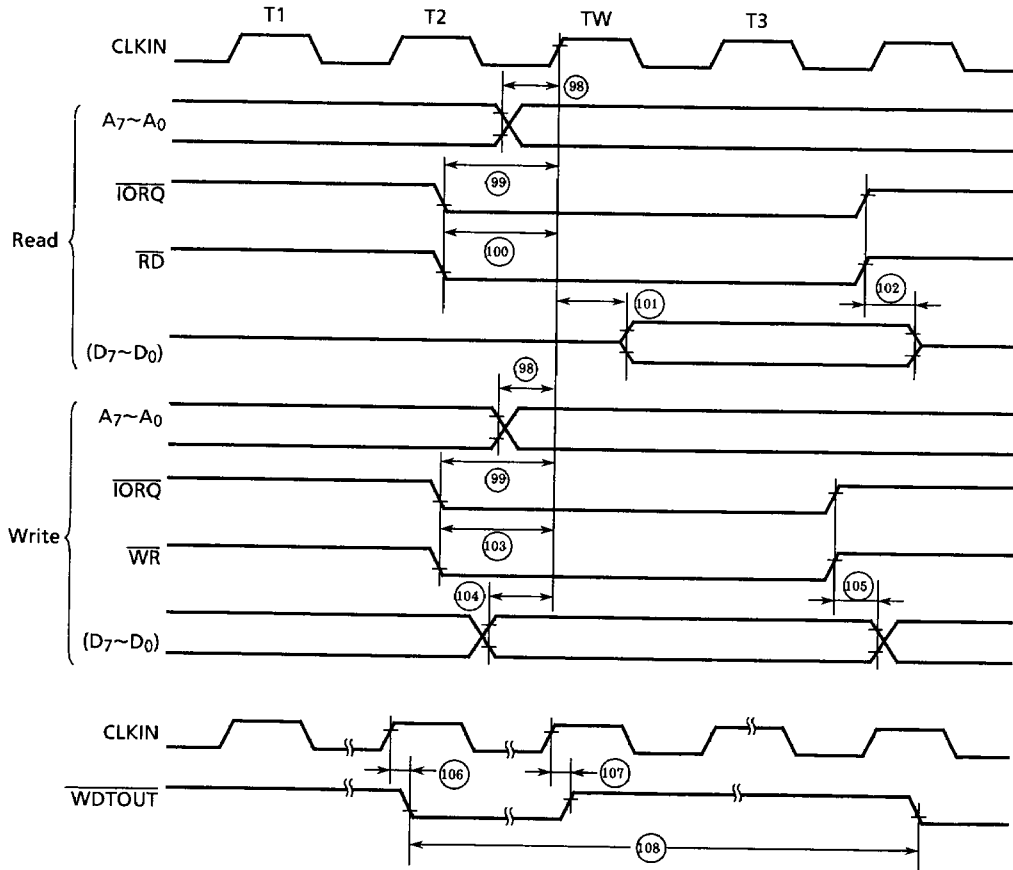 T1 T2 TW T3
CLKIN
98
A7~A0
99
IORQ
Read
100
RD
101
102
(D7~D0)
98
A7~A0
99
IORQ
Write
103
WR
104
105
(D7~D0)
CLKIN
106
107
WDTOUT
108